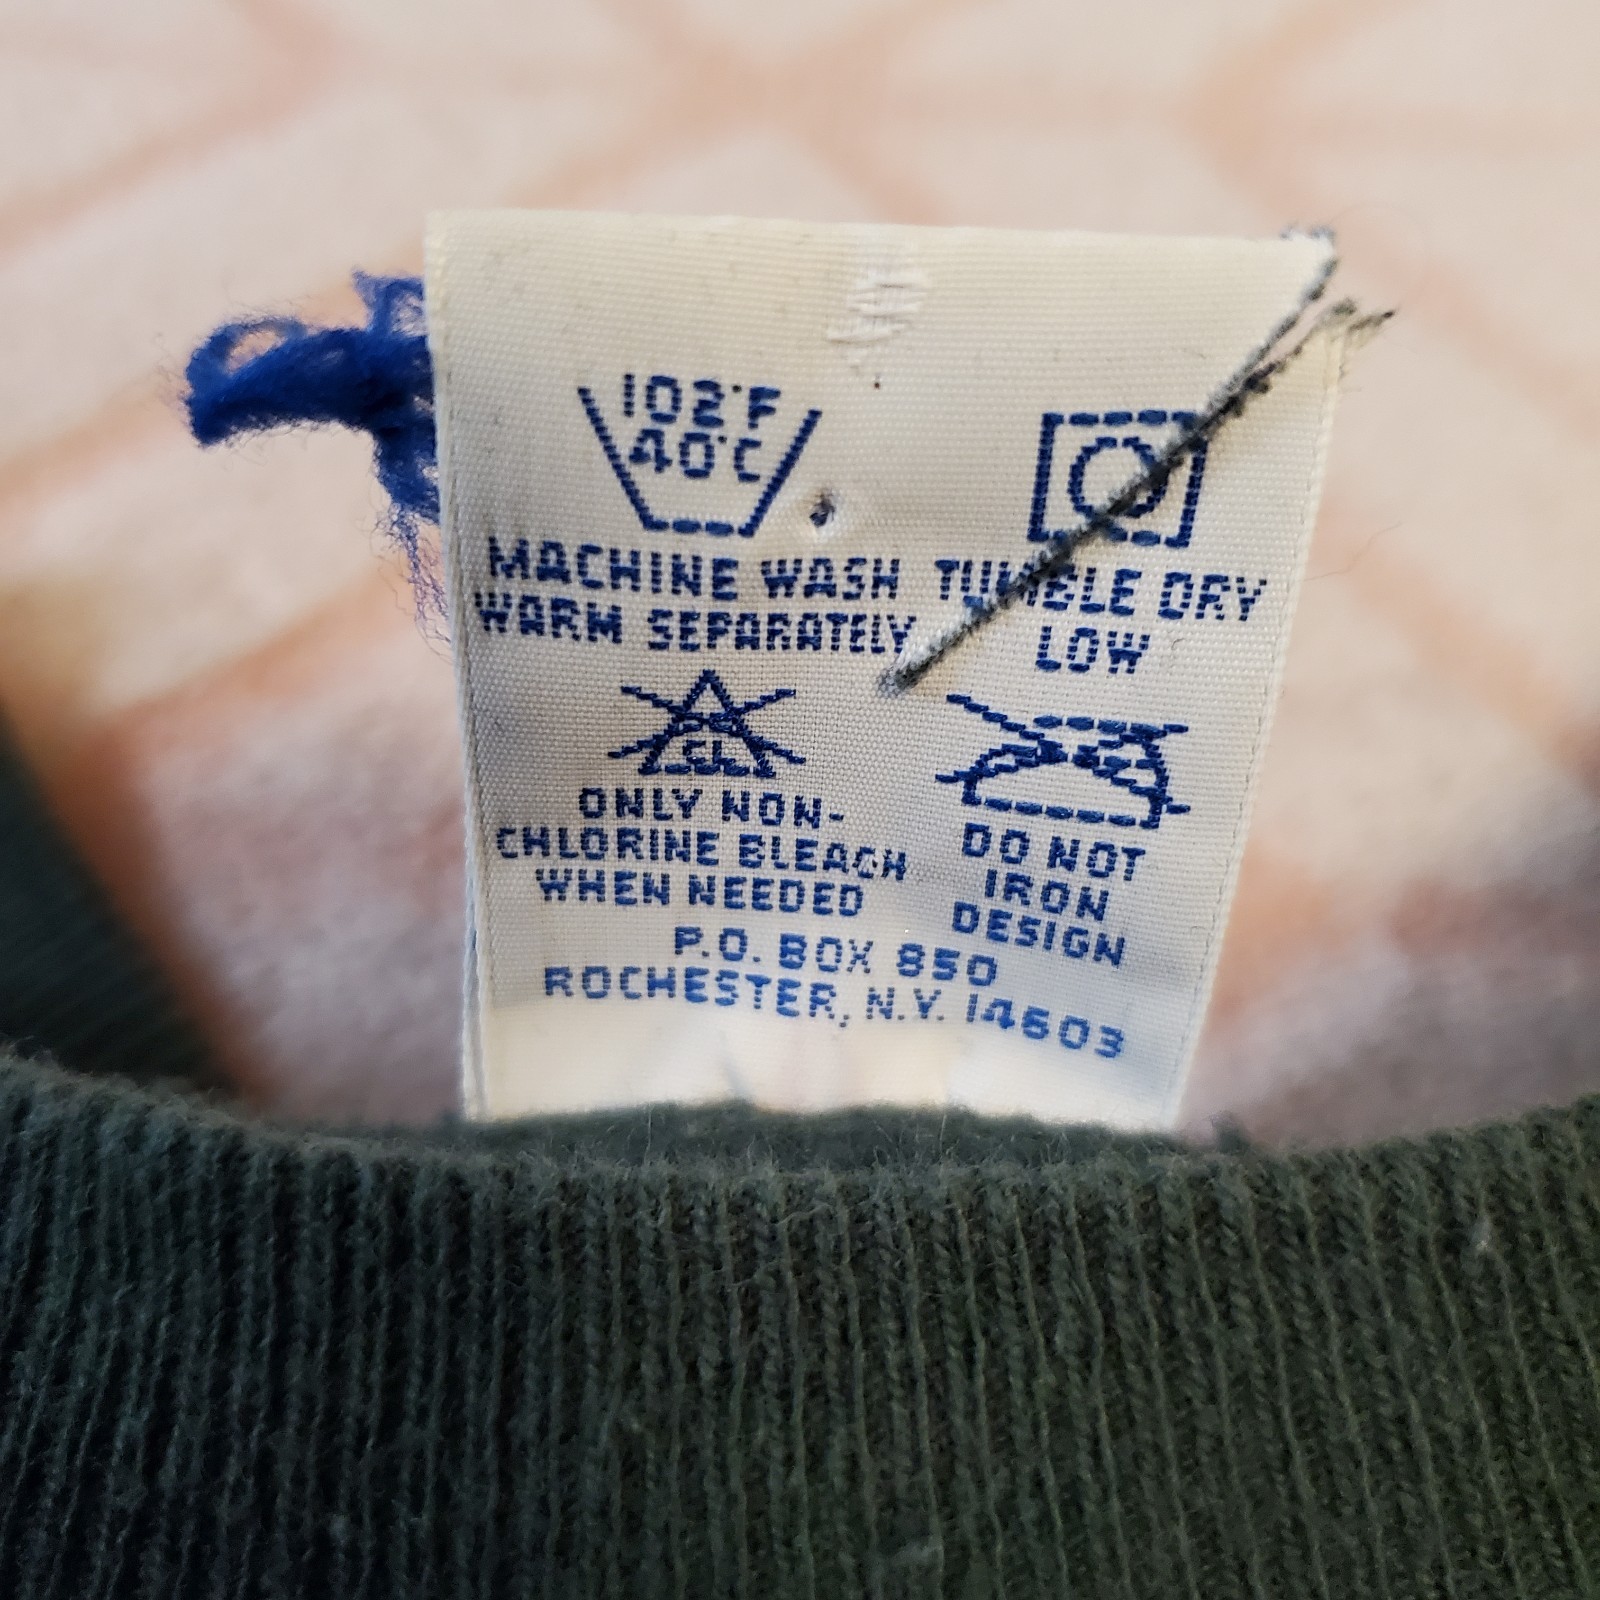 102°F
40°C
MACHINE WASH
WARM SEPARATELY
TUMBLE DRY
LOW
CL
ONLY NON-
CHLORINE BLEACH
WHEN NEEDED
DO NOT
IRON
DESIGN
P.O. BOX 850
ROCHESTER, N.Y. 14603